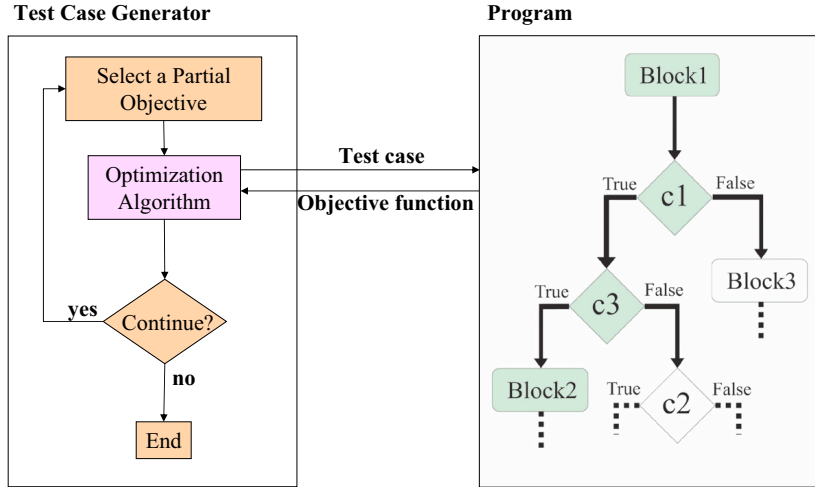 Test Case Generator
Program
Select a Partial
Objective
Optimization
Algorithm
Continue?
yes
no
End
Test case
Objective function
Block1
c1
True
False
Block3
c3
True
False
Block2
c2
True
False